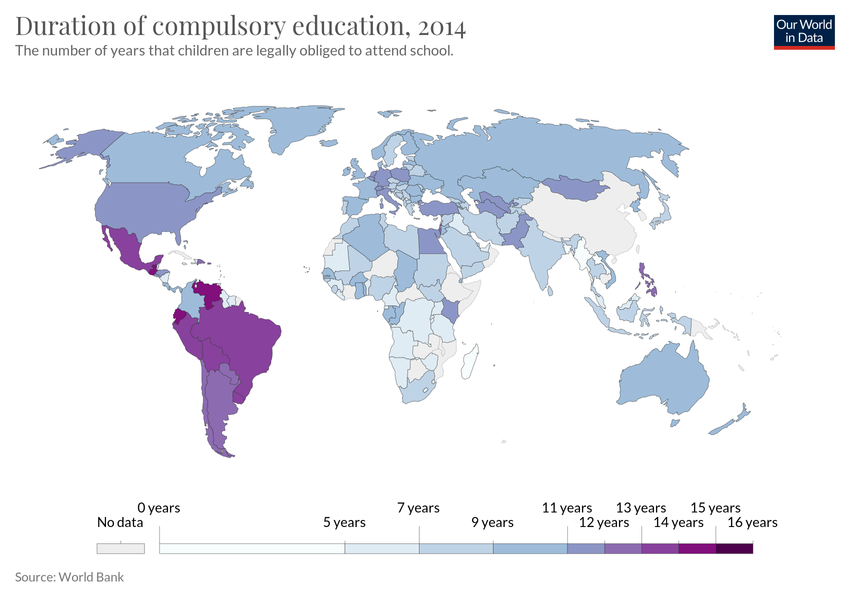 Duration of compulsory education, 2014
The number of years that children are legally obliged to attend school.
Our World
in Data
0 years
7 years
11 years
13 years
15 years
No data
5 years
9 years
12 years
14 years
16 years
Source: World Bank